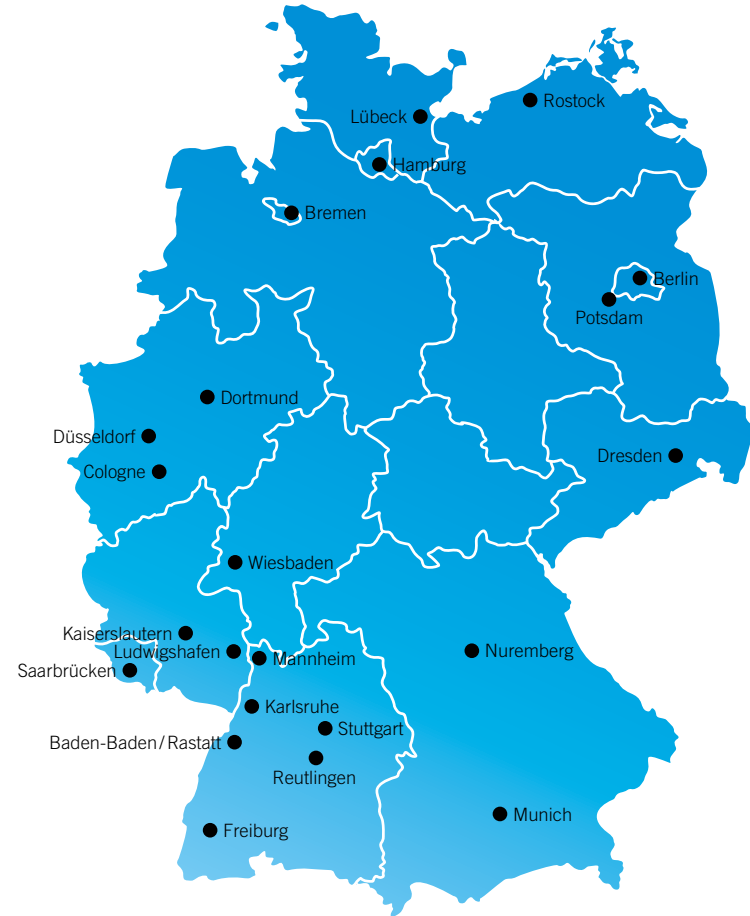 Rostock
Lübeck
Hamburg
Bremen
Berlin
Potsdam
Dortmund
Düsseldorf
Dresden
Cologne
Wiesbaden
Kaiserslautern
Ludwigshafen
Nuremberg
Mannheim
Saarbrücken
Karlsruhe
Stuttgart
Baden-Baden/Rastatt
Reutlingen
Munich
Freiburg